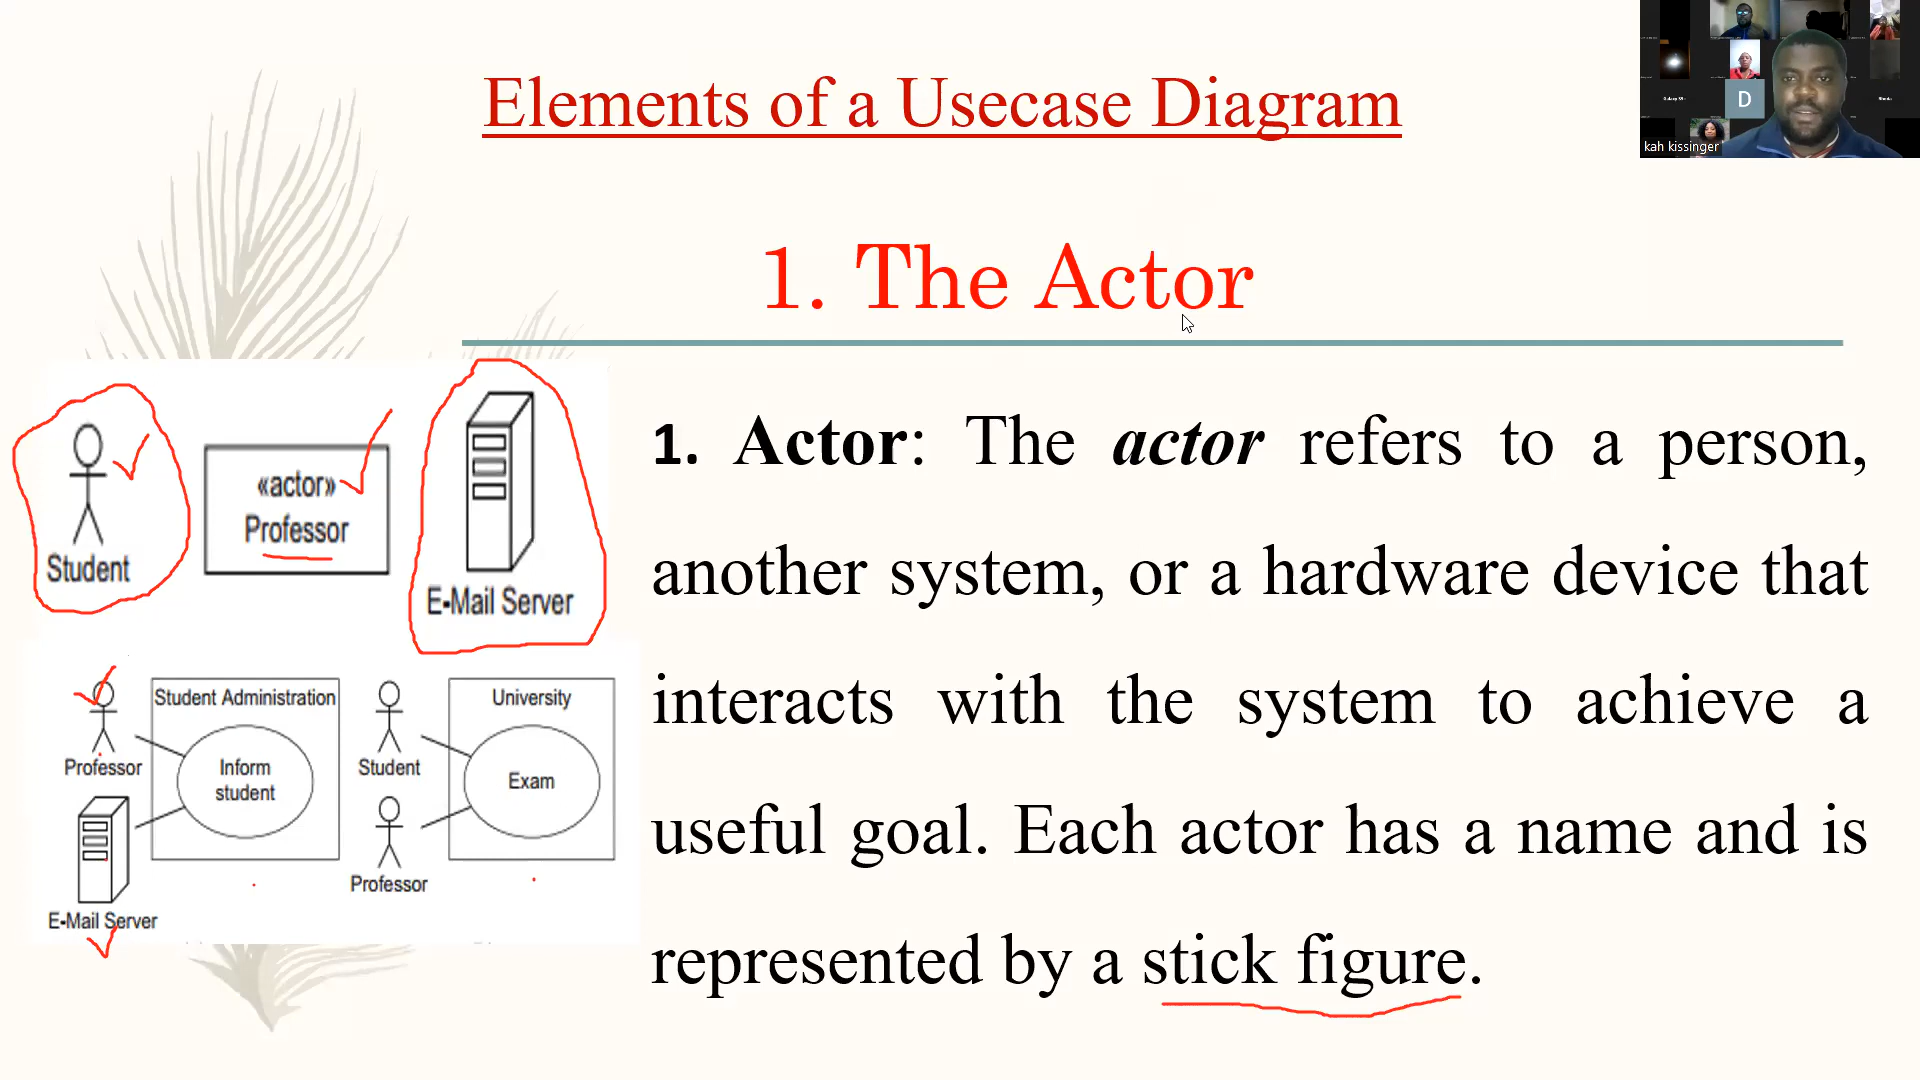 Elements of a Usecase Diagram
D
kah kissinger
1. The Actor
1. Actor: The actor refers to a person,
another system, or a hardware device that
interacts with the system to achieve a
useful goal. Each actor has a name and is
represented by a stick figure.
Student
«actor»
Professor
E-Mail Server
Student Administration
Professor
Inform
student
E-Mail Server
University
Student
Exam
Professor